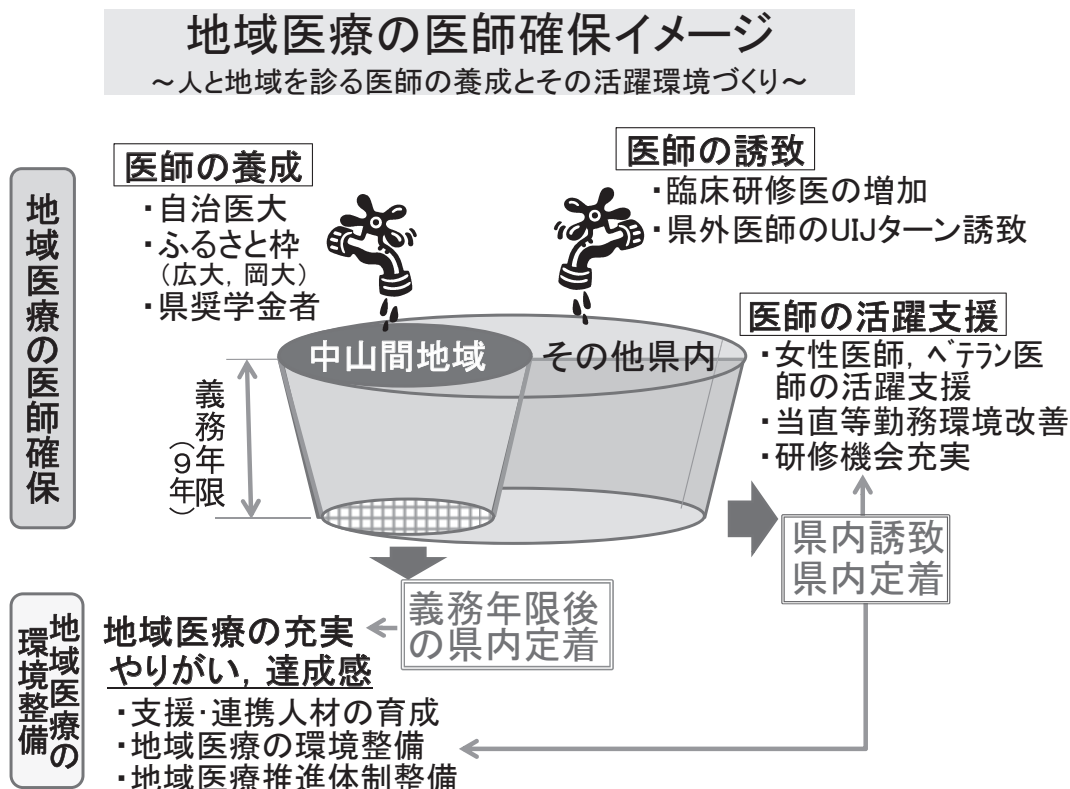 地域医療の医師確保イメージ
～人と地域を診る医師の養成とその活躍環境づくり～
地域医療の医師確保
医師の養成
・自治医大
・ふるさと枠
(広大, 岡大)
・県奨学金者
医師の誘致
・臨床研修医の増加
・県外医師のUIJターン誘致
中山間地域
その他県内
義務年限
(9年)
医師の活躍支援
・女性医師, ベテラン医
師の活躍支援
・当直等勤務環境改善
・研修機会充実
県内誘致
県内定着
義務年限後
の県内定着
地域医療の
環境整備
地域医療の充実
やりがい, 達成感
・支援・連携人材の育成
・地域医療の環境整備
・地域医療推進体制整備